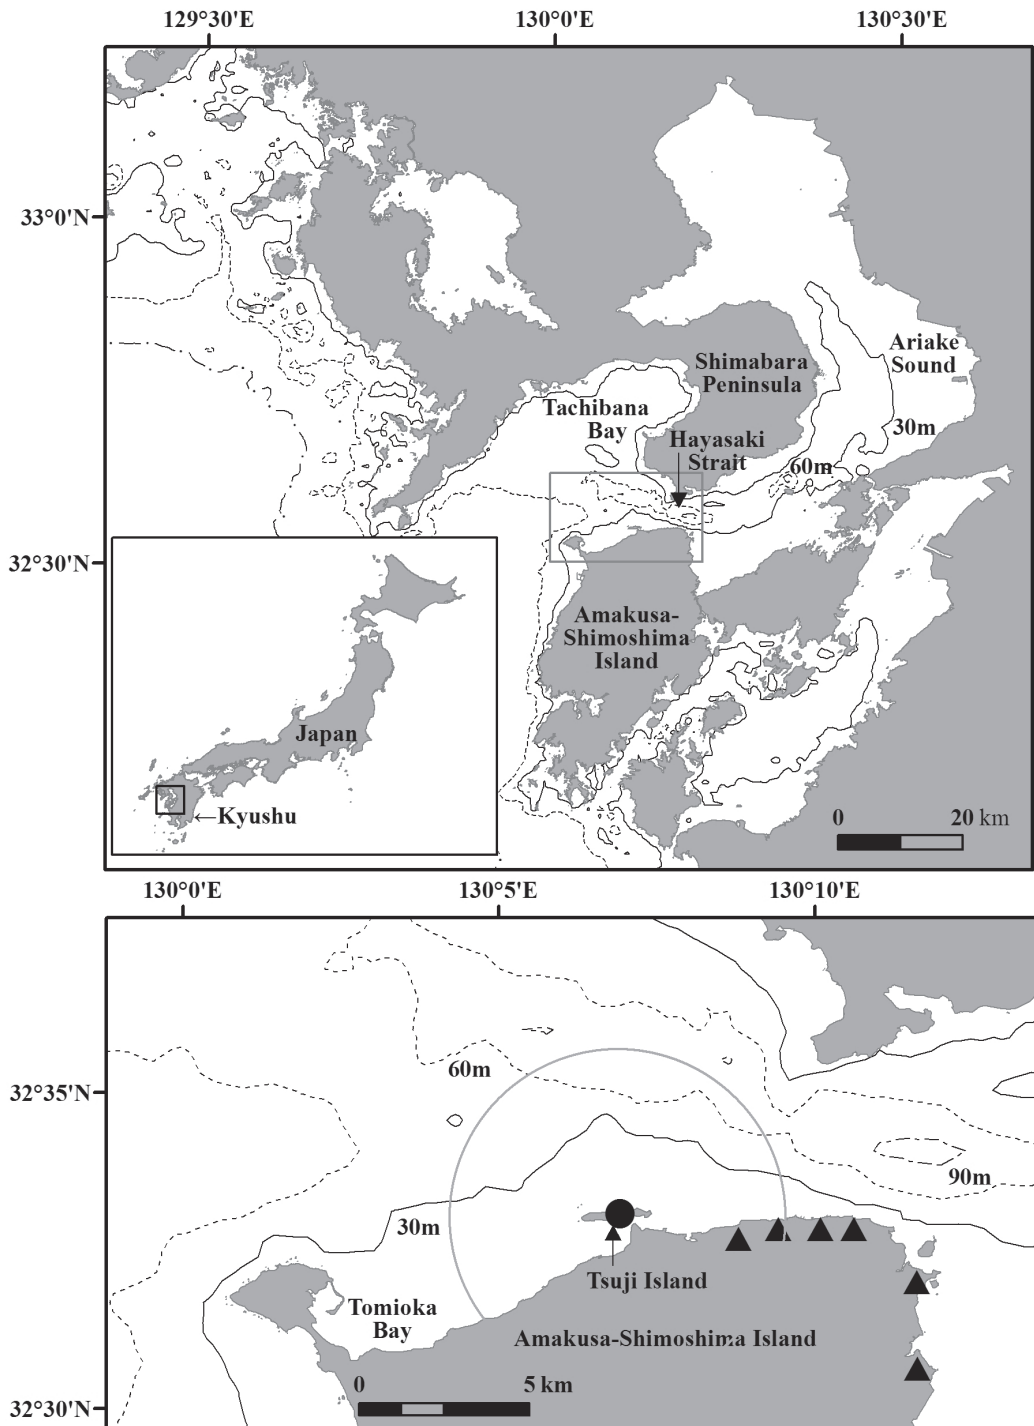 129°30'E
130°0'E
130°30'E
33°0'N
Ariake
Sound
Shimabara
Peninsula
Tachibana
Bay
30m
Hayasaki
Strait
60m
32°30'N
Amakusa-
Shimoshima
Island
Japan
←Kyushu
0
20 km
130°0'E
130°5'E
130°10'E
60m
32°35'N
90m
30m
Tsuji Island
Tomioka
Bay
Amakusa-Shimoshima Island
0
5 km
32°30'N